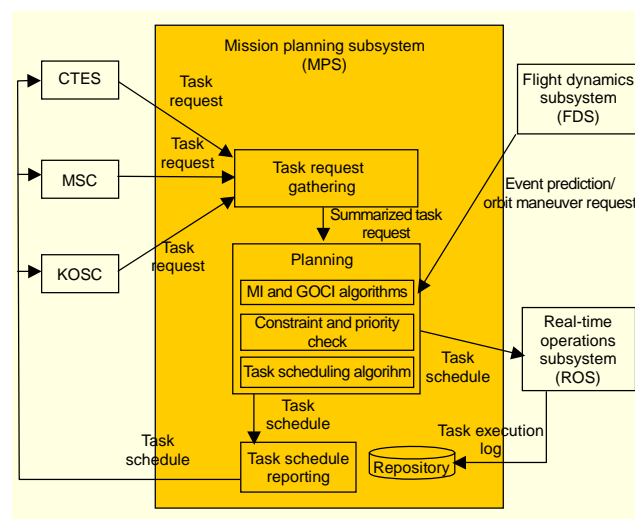 Mission planning subsystem
(MPS)
CTES
Task
request
Flight dynamics
subsystem
(FDS)
Task
request
MSC
Task request
gathering
Event prediction/
orbit maneuver request
Summarized task
request
Task
request
KOSC
Planning
MI and GOCI algorithms
Constraint and priority
check
Task scheduling algorihm
Real-time
operations
subsystem
(ROS)
Task
schedule
Task
schedule
Task
schedule
Task schedule
reporting
Repository
Task execution
log